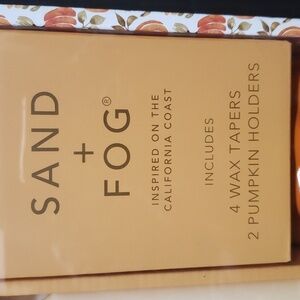 SAND
+
FOG®
INSPIRED ON THE
CALIFORNIA COAST
INCLUDES
4 WAX TAPERS
2 PUMPKIN HOLDERS